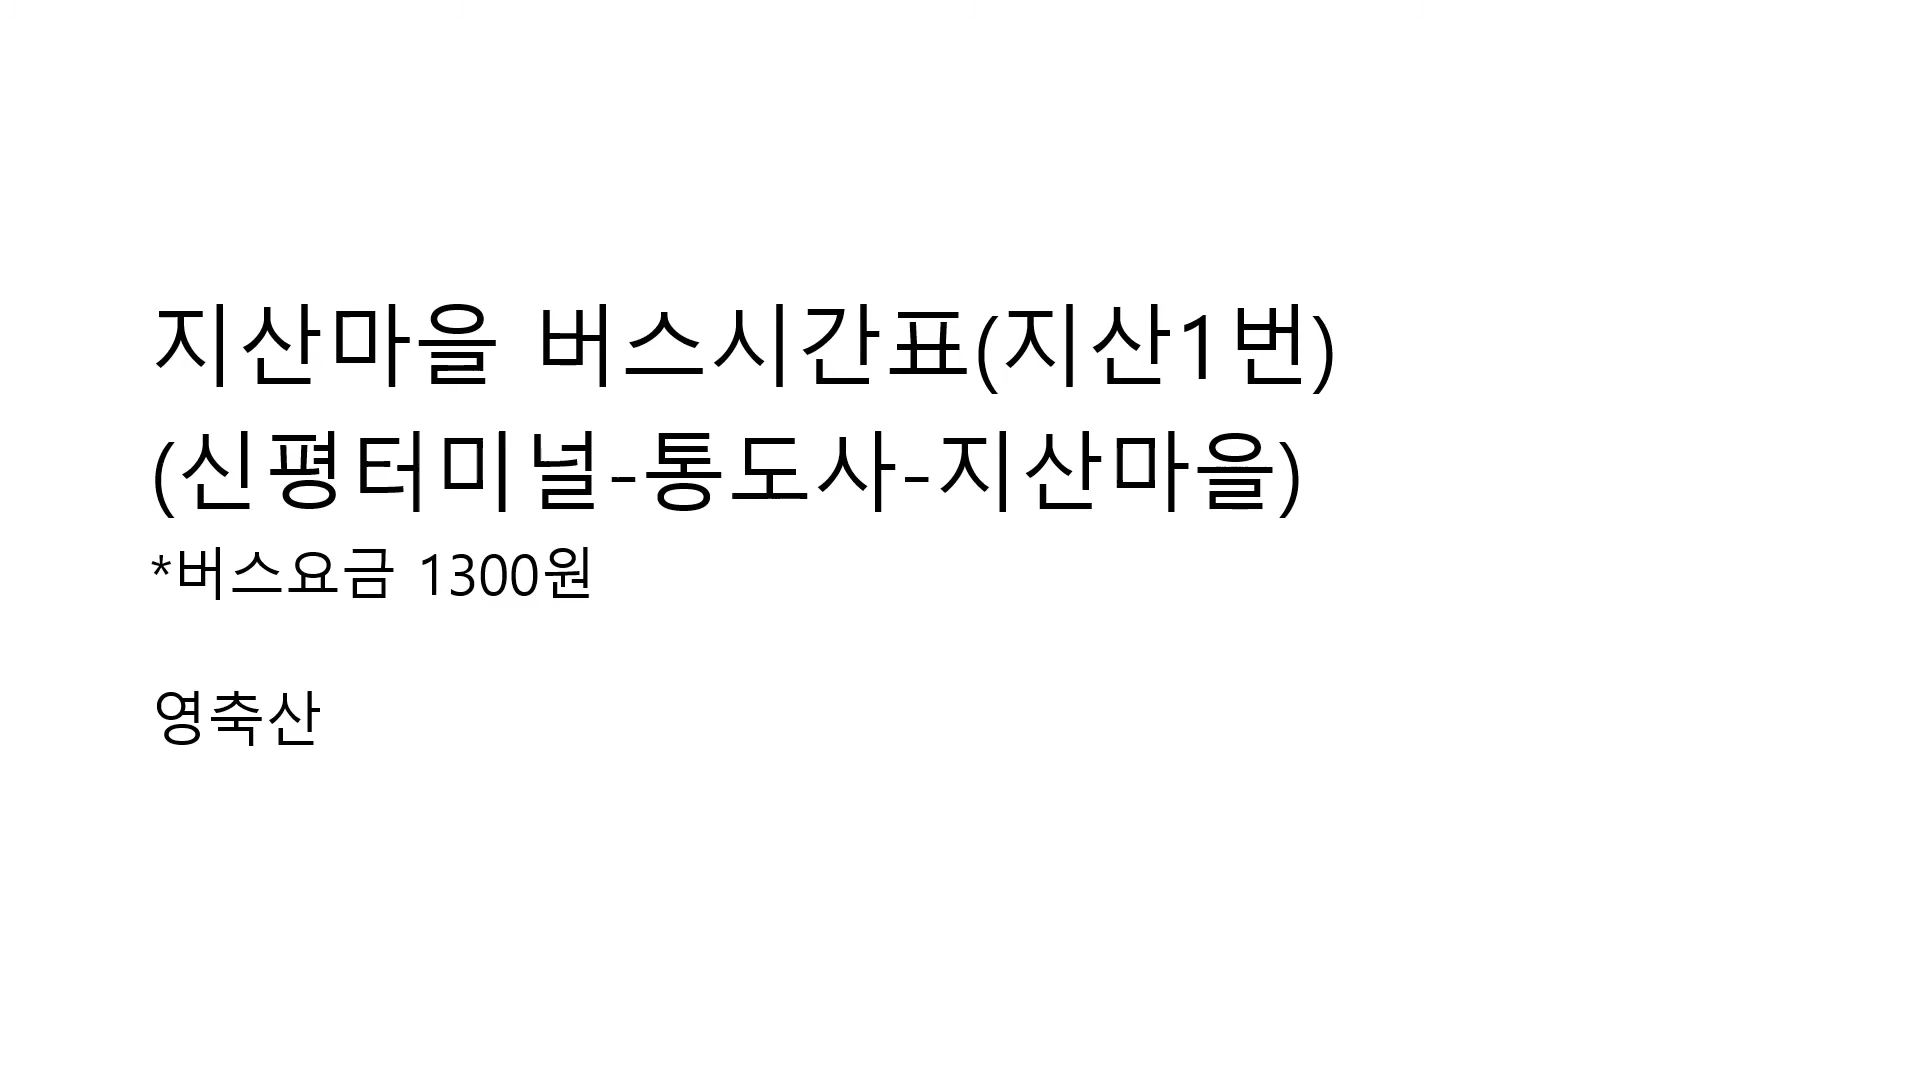 지산마을 버스시간표(지산1번)
(신평터미널-통도사-지산마을)
*버스요금 1300원
영축산